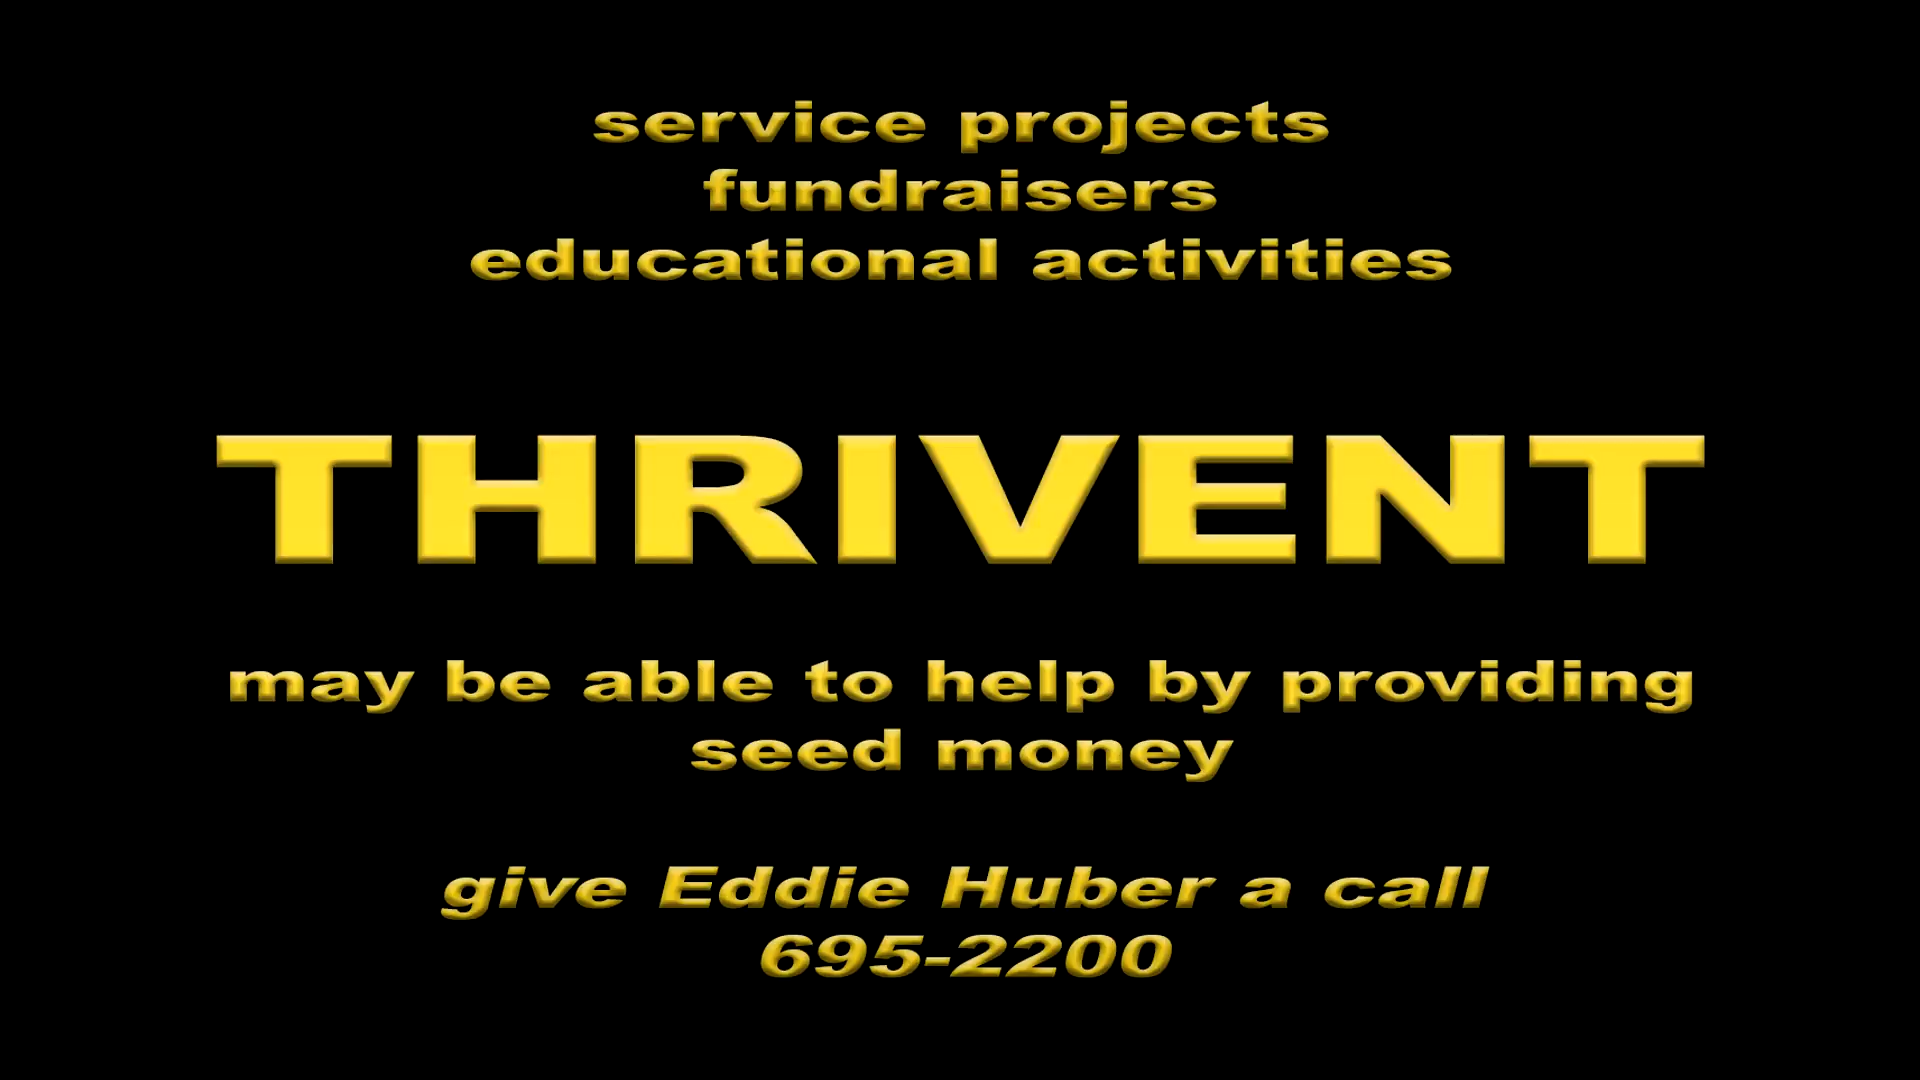 service projects
fundraisers
educational activities
THRIVENT
may be able to help by providing
seed money
give Eddie Huber a call
695-2200